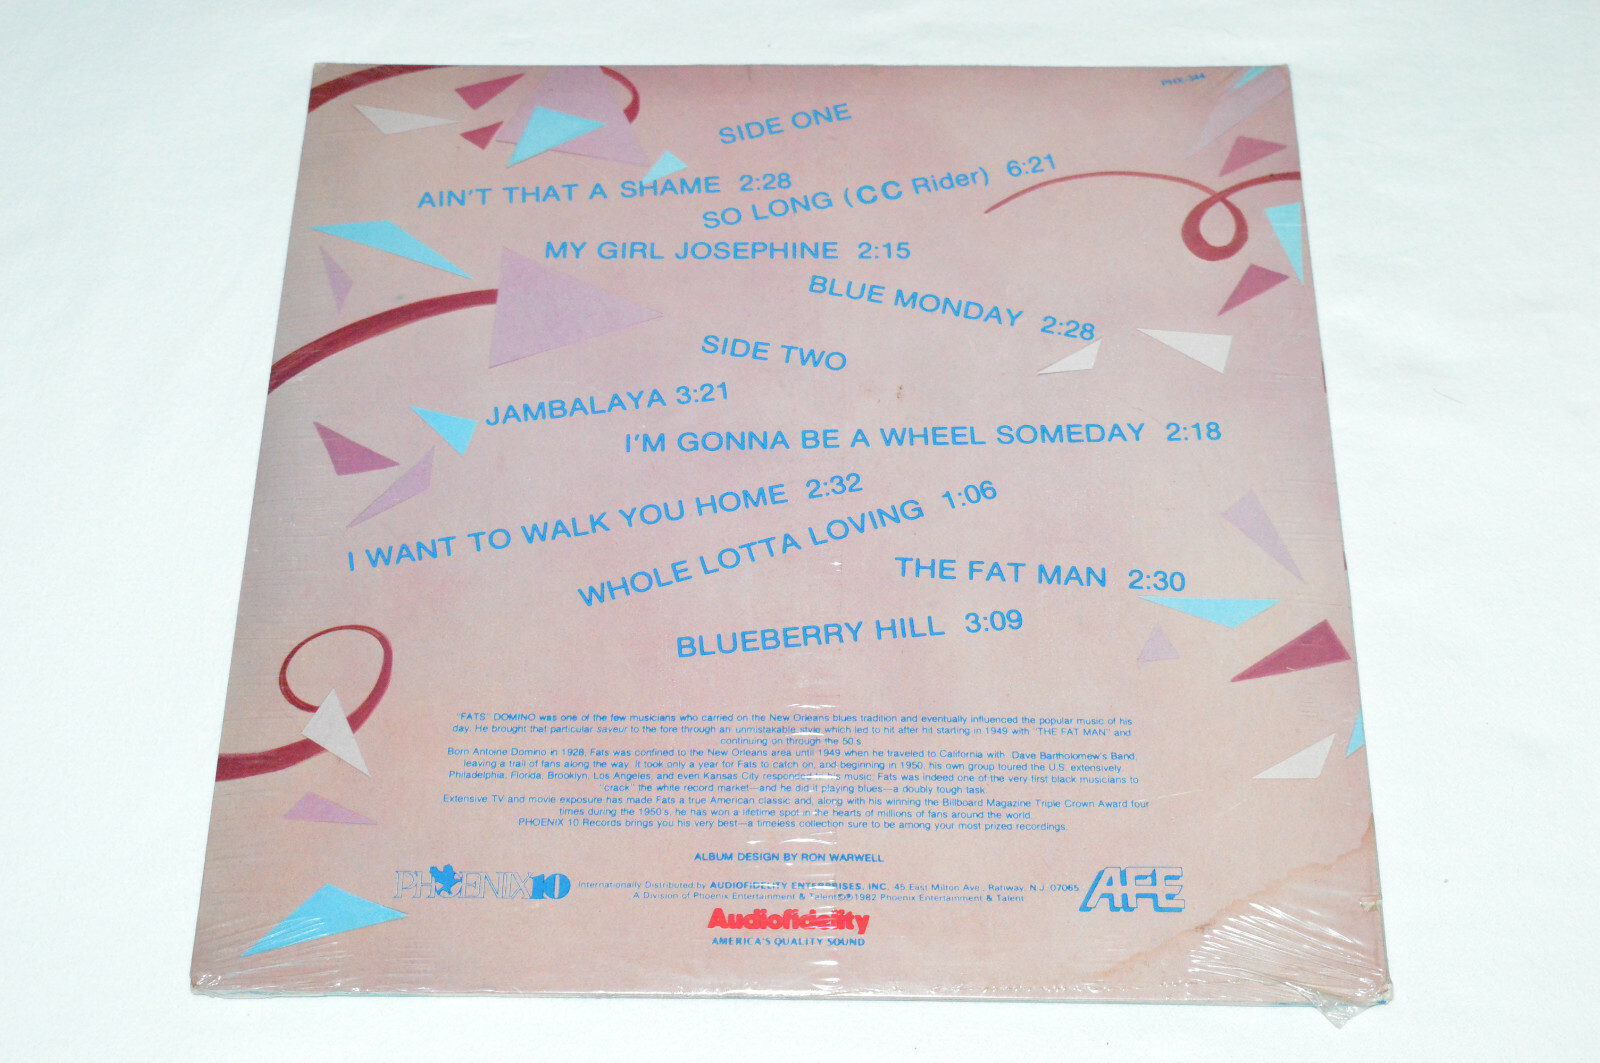 PHX-344
SIDE ONE
AIN'T THAT A SHAME 2:28
SO LONG (CC Rider) 6:21
MY GIRL JOSEPHINE 2:15
BLUE MONDAY 2:28
SIDE TWO
JAMBALAYA 3:21
I'M GONNA BE A WHEEL SOMEDAY 2:18
I WANT TO WALK YOU HOME 2:32
WHOLE LOTTA LOVING 1:06
THE FAT MAN 2:30
BLUEBERRY HILL 3:09
"FATS" DOMINO was one of the few musicians who carried on the New Orleans blues tradition and eventually influenced the popular music of his
day. He brought that particular saveur to the fore through an unmistakable style which led to hit after hit starting in 1949 with "THE FAT MAN" and
continuing on through the 50's.
Born Antoine Domino in 1928, Fats was confined to the New Orleans area until 1949 when he traveled to California with Dave Bartholomew's Band,
leaving a trail of fans along the way. It took only a year for Fats to catch on, and beginning in 1950, his own group toured the U.S. extensively.
Philadelphia, Florida, Brooklyn, Los Angeles, and even Kansas City responded to his music. Fats was indeed one of the very first black musicians to
"crack" the white record market—and he did it playing blues—a doubly tough task.
Extensive TV and movie exposure has made Fats a true American classic and, along with his winning the Billboard Magazine Triple Crown Award four
times during the 1950's, he has won a lifetime spot in the hearts of millions of fans around the world.
PHOENIX 10 Records brings you his very best—a timeless collection sure to be among your most prized recordings.
ALBUM DESIGN BY RON WARWELL
PHOENIX 10
Internationally Distributed by AUDIOFIDELITY ENTERPRISES, INC. 45 East Milton Ave., Rahway, N.J. 07065
A Division of Phoenix Entertainment & Talent ©℗1982 Phoenix Entertainment & Talent
AFE
Audiofidelity
AMERICA'S QUALITY SOUND